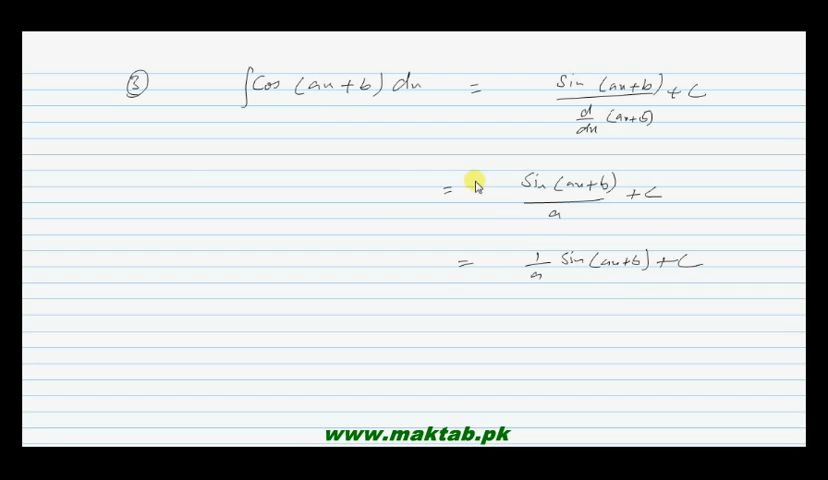 ③ ∫Cos (ax+b) dx = Sin (ax+b) / d/dx (ax+b) + C
= Sin (ax+b) / a + C
= 1/a Sin (ax+b) + C
www.maktab.pk